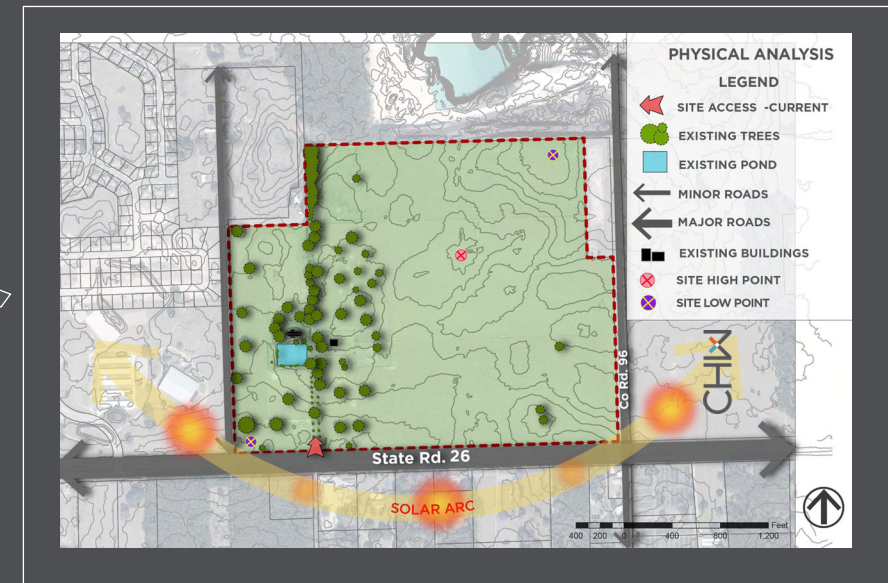 PHYSICAL ANALYSIS
LEGEND
SITE ACCESS -CURRENT
EXISTING TREES
EXISTING POND
MINOR ROADS
MAJOR ROADS
EXISTING BUILDINGS
SITE HIGH POINT
SITE LOW POINT
CHW
Co Rd. 96
State Rd. 26
SOLAR ARC
Feet
400 200 0 400 800 1,200